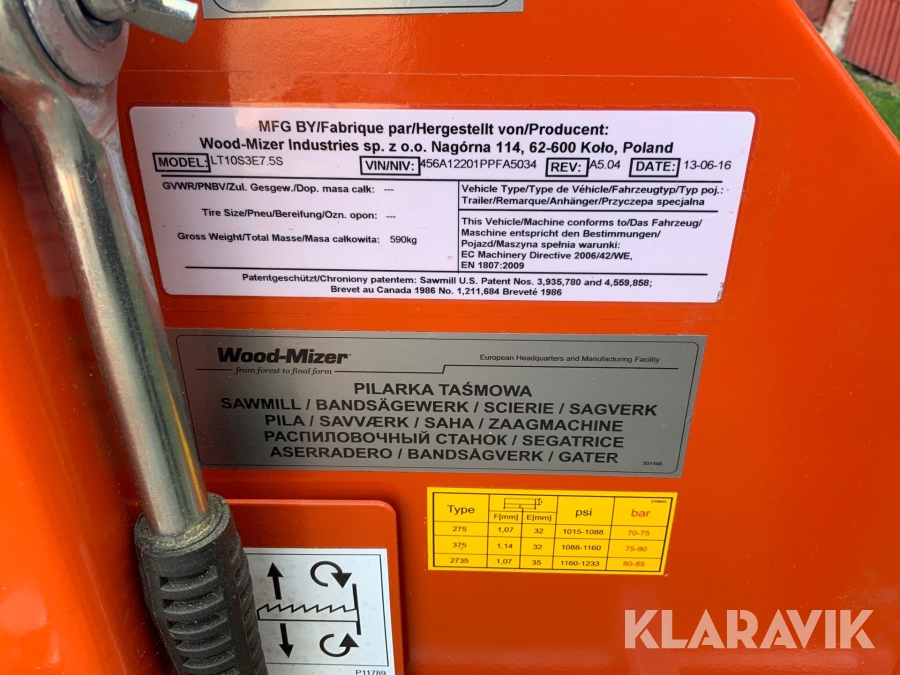 MFG BY/Fabrique par/Hergestellt von/Producent:
Wood-Mizer Industries sp. z o.o. Nagórna 114, 62-600 Koło, Poland
MODEL: LT10S3E7.5S VIN/NIV: 456A12201PPFA5034 REV: A5.04 DATE: 13-06-16
GVWR/PNBV/Zul. Gesgew./Dop. masa całk: ---
Tire Size/Pneu/Bereifung/Ozn. opon: ---
Gross Weight/Total Masse/Masa całkowita: 590kg
Vehicle Type/Type de Véhicle/Fahrzeugtyp/Typ poj.:
Trailer/Remarque/Anhänger/Przyczepa specjalna
This Vehicle/Machine conforms to/Das Fahrzeug/
Maschine entspricht den Bestimmungen/
Pojazd/Maszyna spełnia warunki:
EC Machinery Directive 2006/42/WE,
EN 1807:2009
Patentgeschützt/Chroniony patentem: Sawmill U.S. Patent Nos. 3,935,780 and 4,559,858;
Brevet au Canada 1986 No. 1,211,684 Breveté 1986
Wood-Mizer
from forest to final form
European Headquarters and Manufacturing Facility
PILARKA TAŚMOWA
SAWMILL / BANDSÄGEWERK / SCIERIE / SAGVERK
PILA / SAVVÆRK / SAHA / ZAAGMACHINE
РАСПИЛОВОЧНЫЙ СТАНОК / SEGATRICE
ASERRADERO / BANDSÅGVERK / GATER
Type F[mm] E[mm] psi bar
275 1,07 32 1015-1088 70-75
375 1,14 32 1088-1160 75-80
2735 1,07 35 1160-1233 80-85
P11789
KLARAVIK